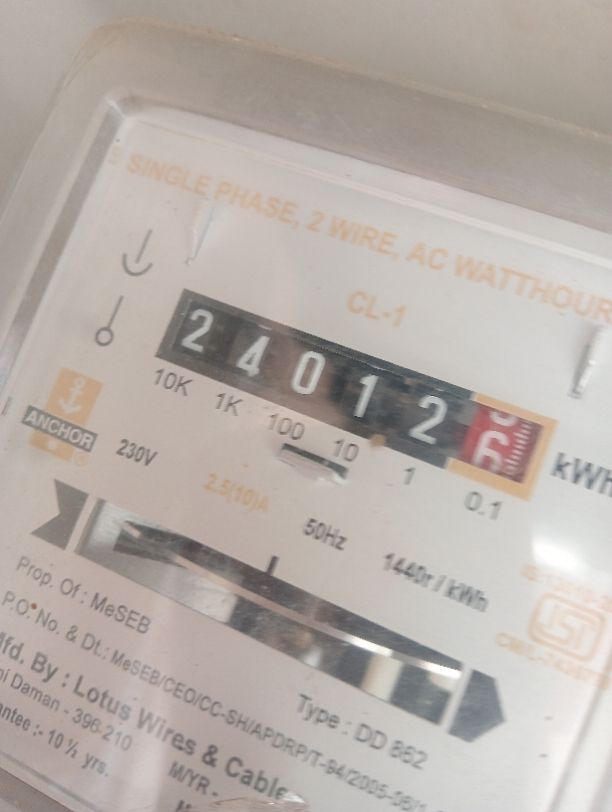 SINGLE PHASE, 2 WIRE, AC WATTHOUR
CL-1
2 4 0 1 2 6
kWh
10K 1K 100 10 1 0.1
ANCHOR
230V 2.5(10)A 50Hz 1440r / kWh
Prop. Of : MeSEB
P.O. No. & Dt.: MeSEB/CEO/CC-SH/APDRP/T-94/2005-06/
Mfd. By : Lotus Wires & Cable
Type : DD 862
Daman - 396-210
- 10 ½ yrs.
M/YR-
ISI